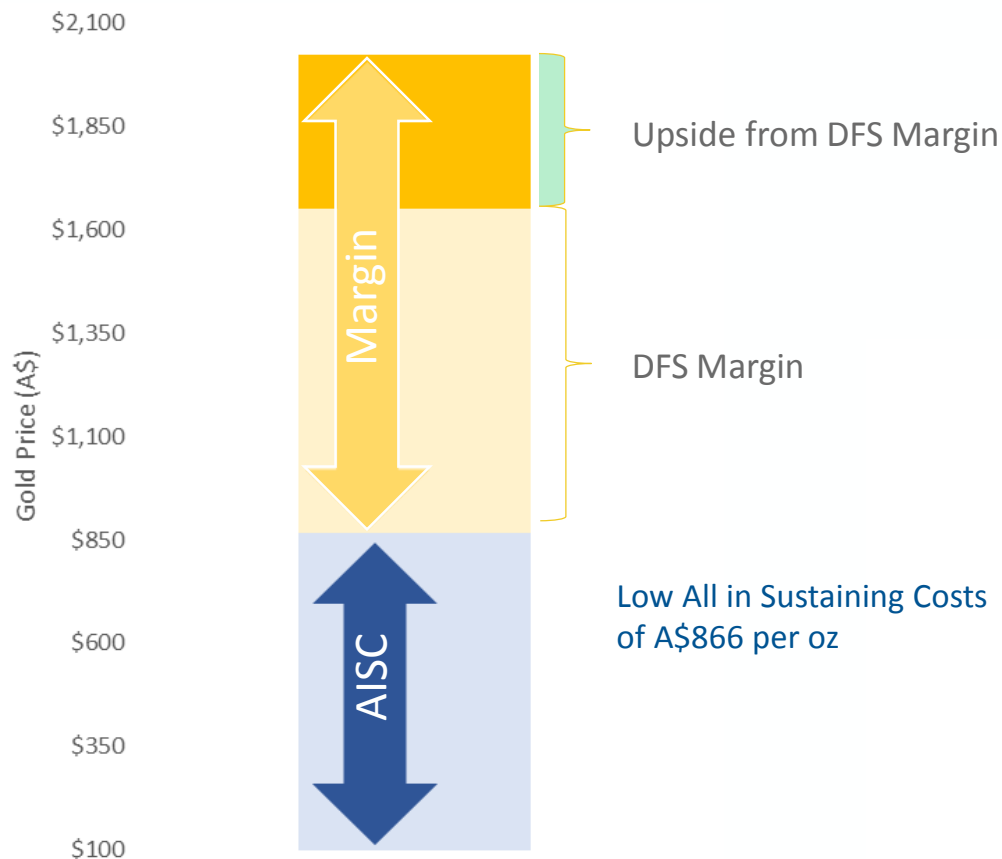 $2,100
$1,850
$1,600
$1,350
$1,100
$850
$600
$350
$100
Gold Price (A$)
Margin
AISC
Upside from DFS Margin
DFS Margin
Low All in Sustaining Costs
of A$866 per oz